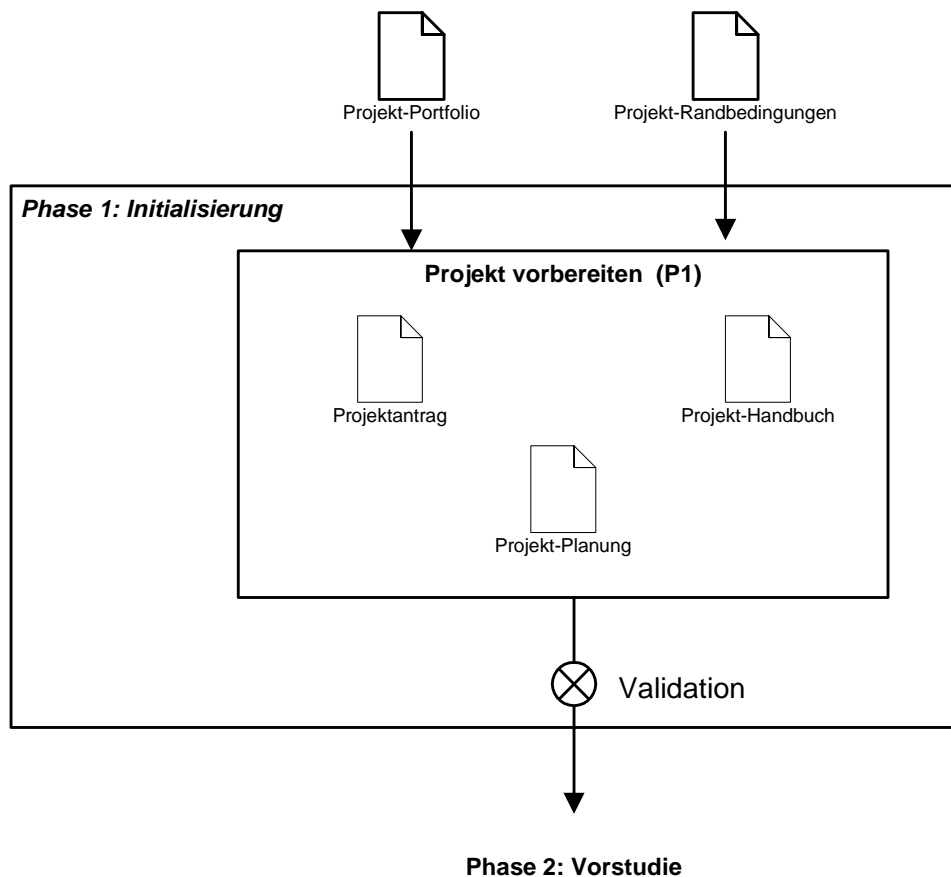 Projekt-Portfolio
Projekt-Randbedingungen
Phase 1: Initialisierung
Projekt vorbereiten (P1)
Projektantrag
Projekt-Handbuch
Projekt-Planung
Validation
Phase 2: Vorstudie